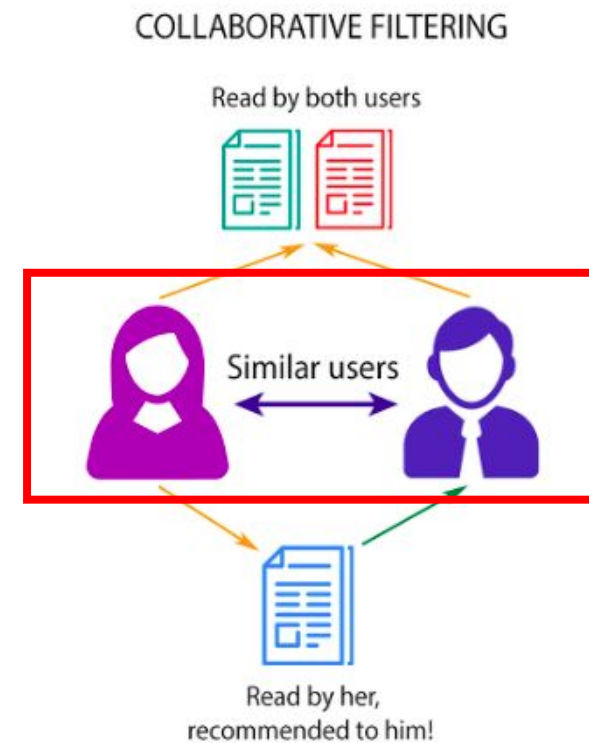 COLLABORATIVE FILTERING
Read by both users
Similar users
Read by her,
recommended to him!